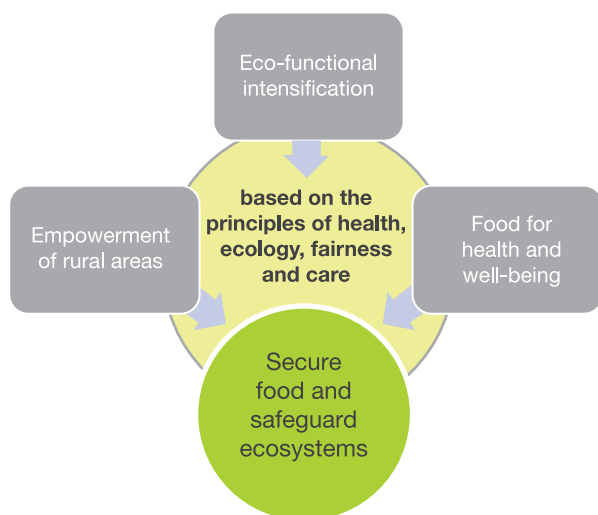 Eco-functional
intensification
based on the
principles of health,
ecology, fairness
and care
Empowerment
of rural areas
Food for
health and
well-being
Secure
food and
safeguard
ecosystems